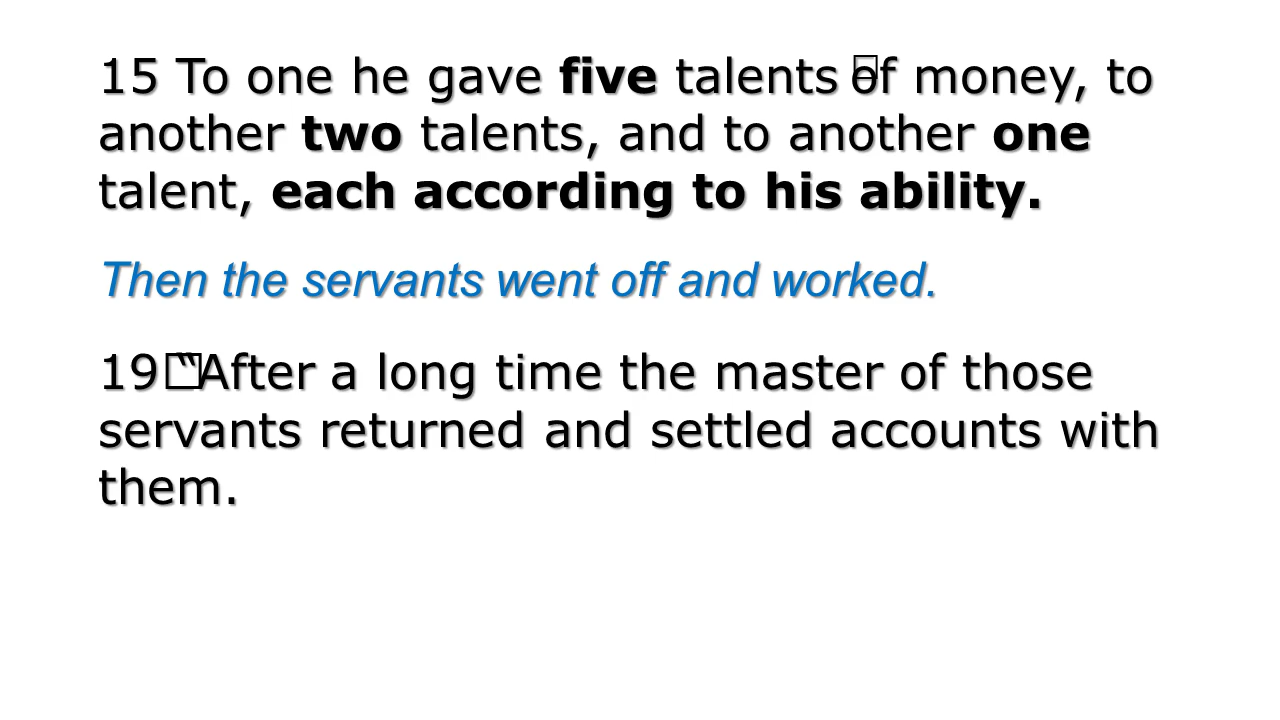 15 To one he gave five talents of money, to
another two talents, and to another one
talent, each according to his ability.
Then the servants went off and worked.
19 “After a long time the master of those
servants returned and settled accounts with
them.